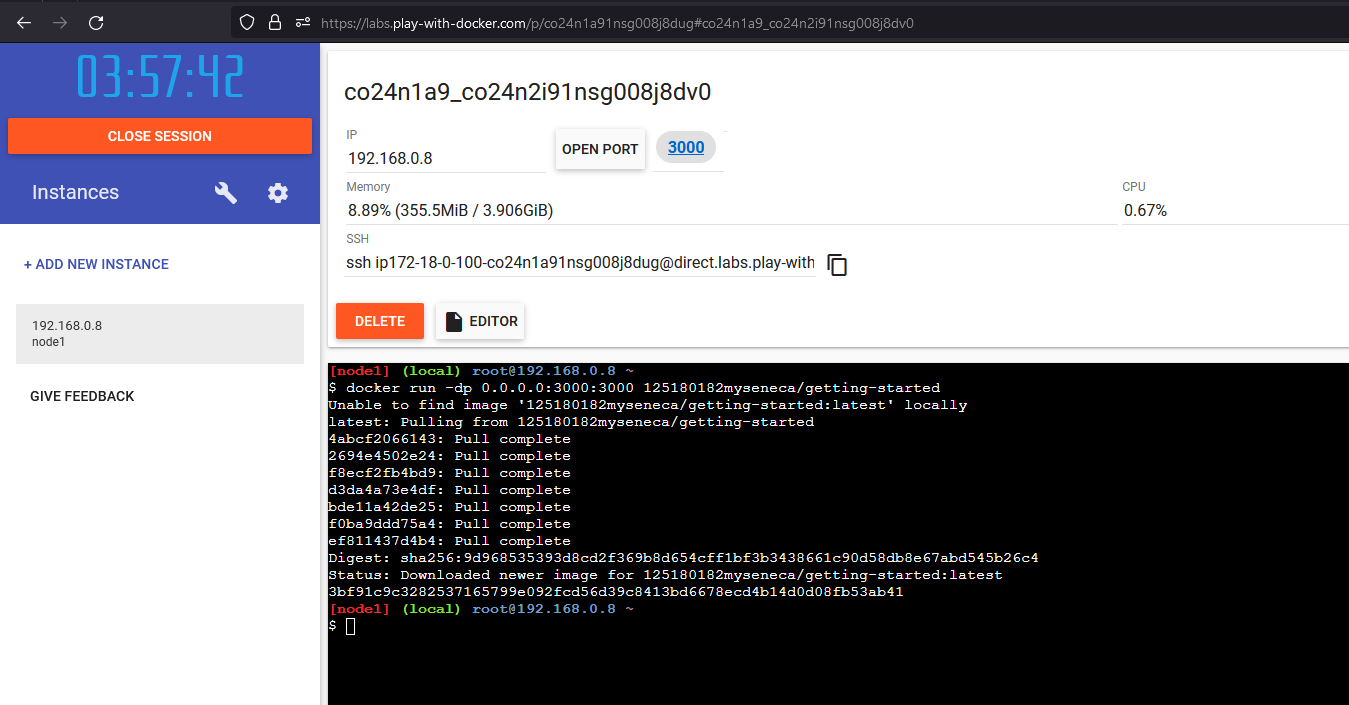 https://labs.play-with-docker.com/p/co24n1a91nsg008j8dug#co24n1a9_co24n2i91nsg008j8dv0
03:57:42
CLOSE SESSION
Instances
+ ADD NEW INSTANCE
192.168.0.8
node1
GIVE FEEDBACK
co24n1a9_co24n2i91nsg008j8dv0
IP
192.168.0.8
OPEN PORT
3000
Memory
8.89% (355.5MiB / 3.906GiB)
CPU
0.67%
SSH
ssh ip172-18-0-100-co24n1a91nsg008j8dug@direct.labs.play-with
DELETE
EDITOR
[node1] (local) root@192.168.0.8 ~
$ docker run -dp 0.0.0.0:3000:3000 125180182myseneca/getting-started
Unable to find image '125180182myseneca/getting-started:latest' locally
latest: Pulling from 125180182myseneca/getting-started
4abcf2066143: Pull complete
2694e4502e24: Pull complete
f8ecf2fb4bd9: Pull complete
d3da4a73e4df: Pull complete
bde11a42de25: Pull complete
f0ba9ddd75a4: Pull complete
ef811437d4b4: Pull complete
Digest: sha256:9d968535393d8cd2f369b8d654cff1bf3b3438661c90d58db8e67abd545b26c4
Status: Downloaded newer image for 125180182myseneca/getting-started:latest
3bf91c9c3282537165799e092fcd56d39c8413bd6678ecd4b14d0d08fb53ab41
[node1] (local) root@192.168.0.8 ~
$